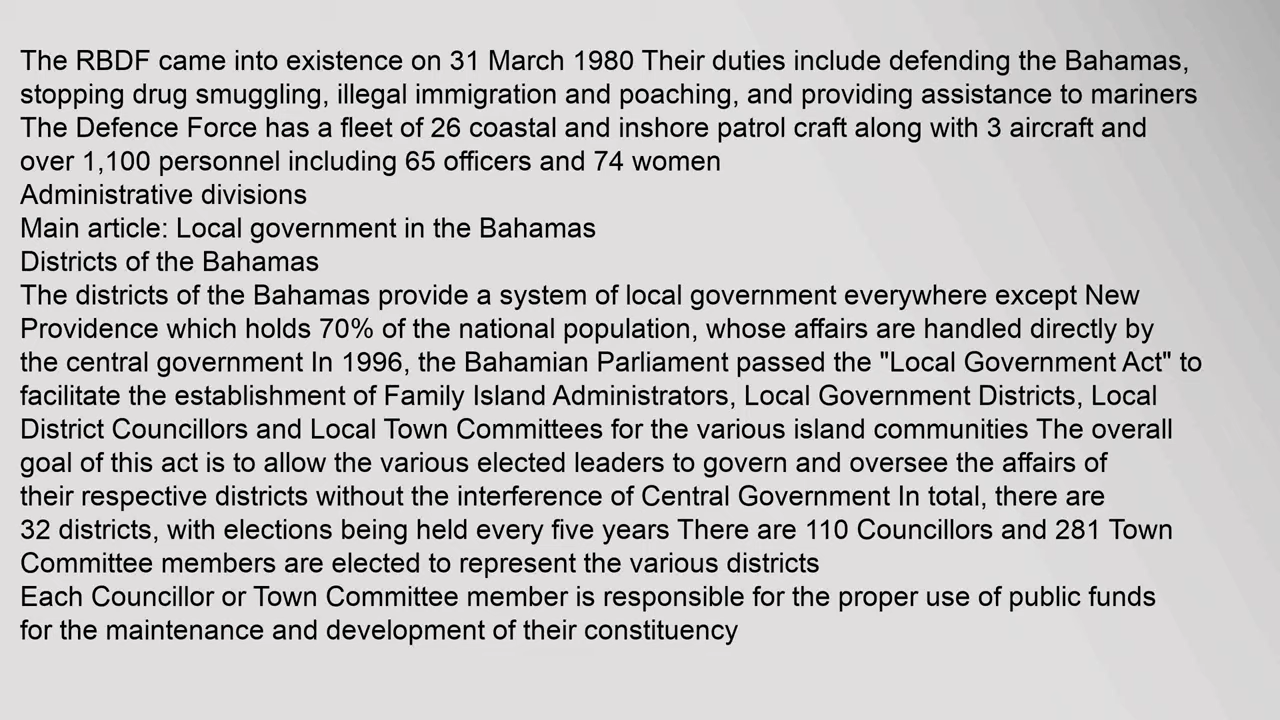 The RBDF came into existence on 31 March 1980 Their duties include defending the Bahamas,
stopping drug smuggling, illegal immigration and poaching, and providing assistance to mariners
The Defence Force has a fleet of 26 coastal and inshore patrol craft along with 3 aircraft and
over 1,100 personnel including 65 officers and 74 women
Administrative divisions
Main article: Local government in the Bahamas
Districts of the Bahamas
The districts of the Bahamas provide a system of local government everywhere except New
Providence which holds 70% of the national population, whose affairs are handled directly by
the central government In 1996, the Bahamian Parliament passed the "Local Government Act" to
facilitate the establishment of Family Island Administrators, Local Government Districts, Local
District Councillors and Local Town Committees for the various island communities The overall
goal of this act is to allow the various elected leaders to govern and oversee the affairs of
their respective districts without the interference of Central Government In total, there are
32 districts, with elections being held every five years There are 110 Councillors and 281 Town
Committee members are elected to represent the various districts
Each Councillor or Town Committee member is responsible for the proper use of public funds
for the maintenance and development of their constituency